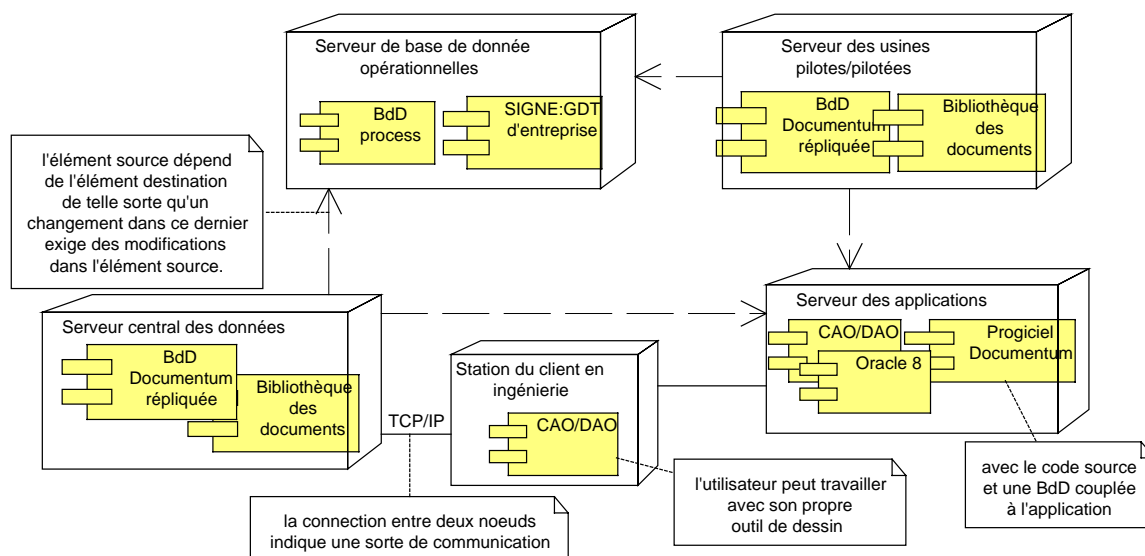 Serveur de base de donnée
opérationnelles
BdD
process
SIGNE:GDT
d'entreprise
Serveur des usines
pilotes/pilotées
BdD
Documentum
répliquée
Bibliothèque
des
documents
l'élément source dépend
de l'élément destination
de telle sorte qu'un
changement dans ce dernier
exige des modifications
dans l'élément source.
Serveur central des données
BdD
Documentum
répliquée
Bibliothèque
des
documents
TCP/IP
Station du client en
ingénierie
CAO/DAO
Serveur des applications
CAO/DAO
Oracle 8
Progiciel
Documentum
la connection entre deux noeuds
indique une sorte de communication
l'utilisateur peut travailler
avec son propre
outil de dessin
avec le code source
et une BdD couplée
à l'application